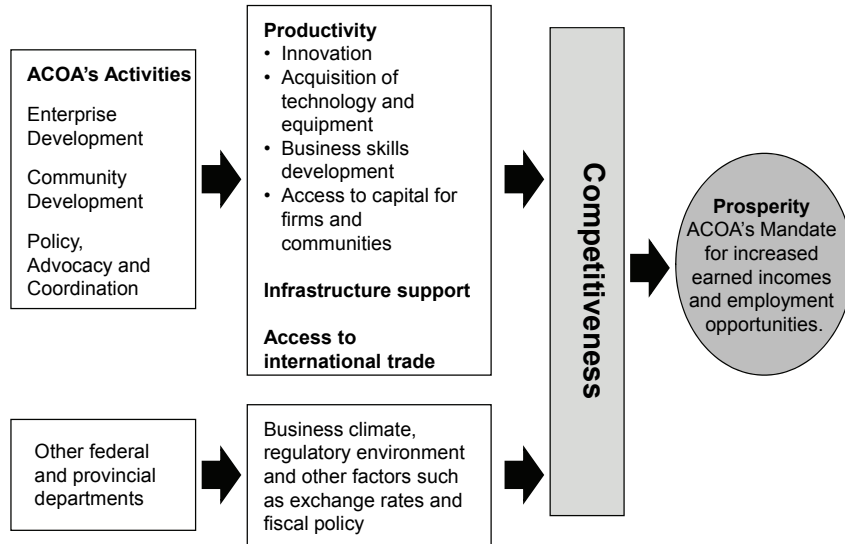 ACOA's Activities
Enterprise
Development
Community
Development
Policy,
Advocacy and
Coordination
Productivity
• Innovation
• Acquisition of
technology and
equipment
• Business skills
development
• Access to capital for
firms and
communities
Infrastructure support
Access to
international trade
Other federal
and provincial
departments
Business climate,
regulatory environment
and other factors such
as exchange rates and
fiscal policy
Competitiveness
Prosperity
ACOA's Mandate
for increased
earned incomes
and employment
opportunities.